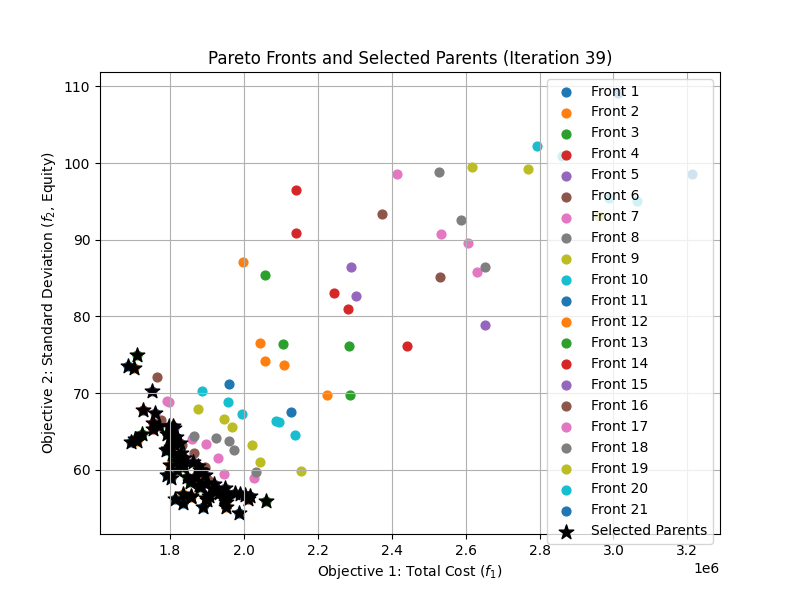 Pareto Fronts and Selected Parents (Iteration 39)
Objective 2: Standard Deviation (f₂, Equity)
110
100
90
80
70
60
1.8
2.0
2.2
2.4
2.6
2.8
3.0
3.2
1e6
Objective 1: Total Cost (f₁)
Front 1
Front 2
Front 3
Front 4
Front 5
Front 6
Front 7
Front 8
Front 9
Front 10
Front 11
Front 12
Front 13
Front 14
Front 15
Front 16
Front 17
Front 18
Front 19
Front 20
Front 21
Selected Parents